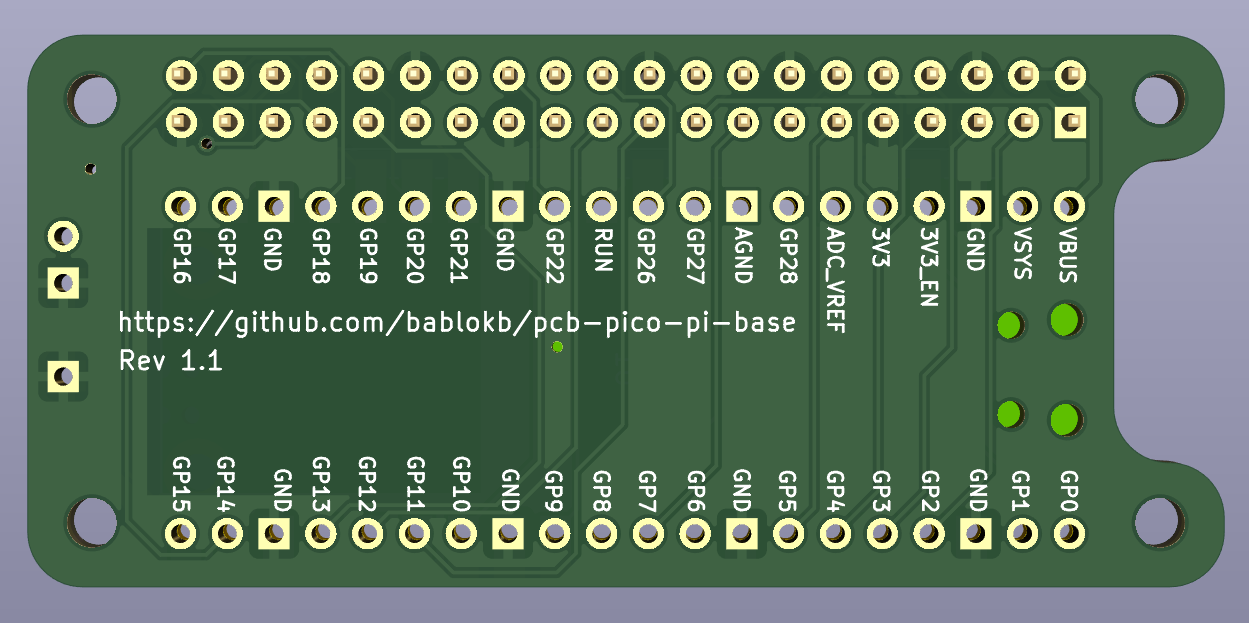 GP16
GP17
GND
GP18
GP19
GP20
GP21
GND
GP22
RUN
GP26
GP27
AGND
GP28
ADC_VREF
3V3
3V3_EN
GND
VSYS
VBUS
https://github.com/bablokb/pcb-pico-pi-base
Rev 1.1
GP15
GP14
GND
GP13
GP12
GP11
GP10
GND
GP9
GP8
GP7
GP6
GND
GP5
GP4
GP3
GP2
GND
GP1
GP0